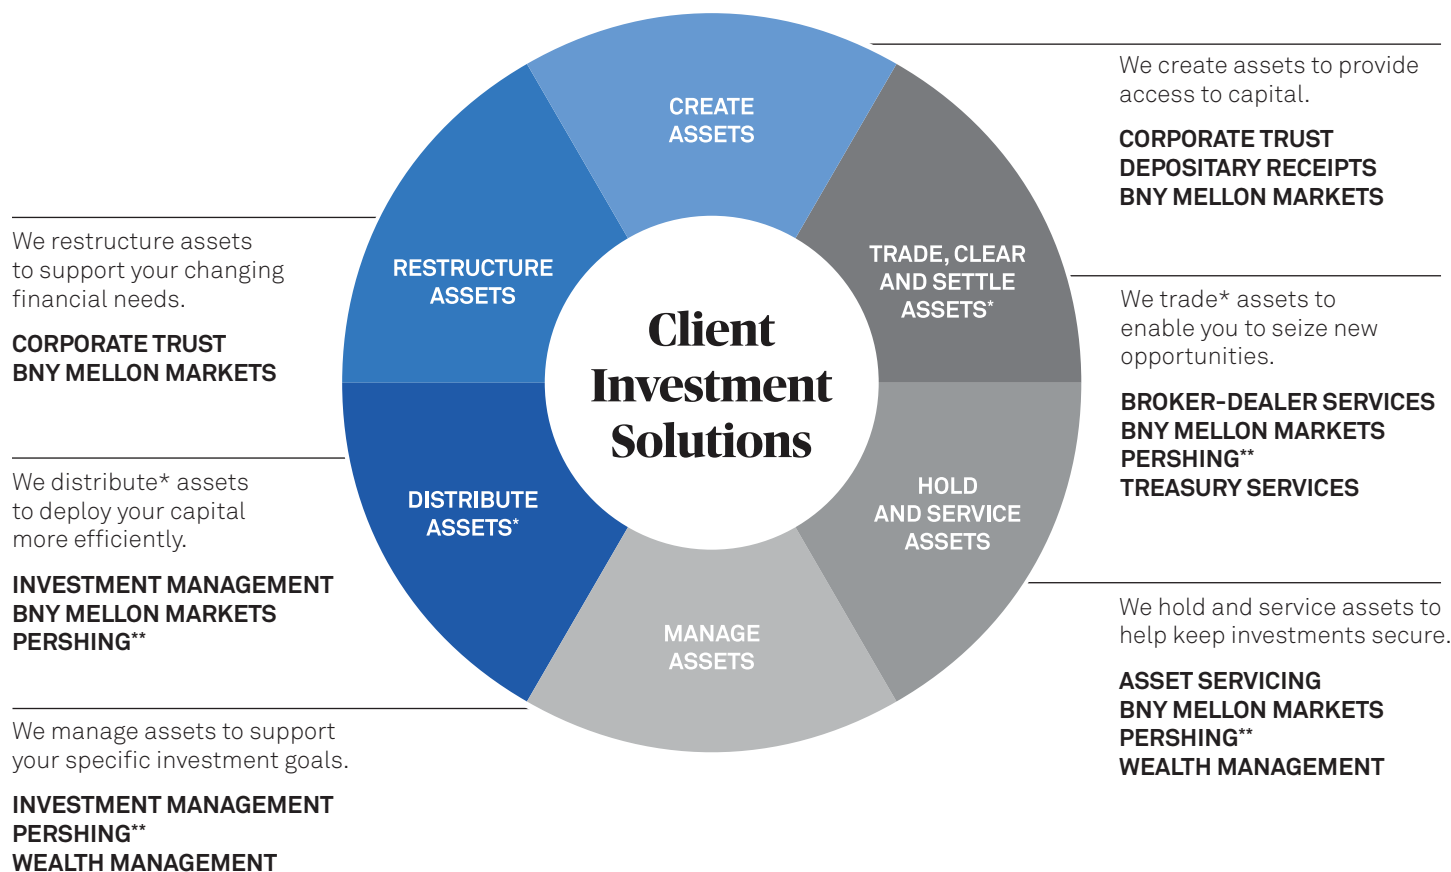 CREATE
ASSETS
TRADE, CLEAR
AND SETTLE
ASSETS*
HOLD
AND SERVICE
ASSETS
MANAGE
ASSETS
DISTRIBUTE
ASSETS*
RESTRUCTURE
ASSETS
Client
Investment
Solutions
We create assets to provide
access to capital.
CORPORATE TRUST
DEPOSITARY RECEIPTS
BNY MELLON MARKETS
We trade* assets to
enable you to seize new
opportunities.
BROKER-DEALER SERVICES
BNY MELLON MARKETS
PERSHING**
TREASURY SERVICES
We hold and service assets to
help keep investments secure.
ASSET SERVICING
BNY MELLON MARKETS
PERSHING**
WEALTH MANAGEMENT
We manage assets to support
your specific investment goals.
INVESTMENT MANAGEMENT
PERSHING**
WEALTH MANAGEMENT
We distribute* assets
to deploy your capital
more efficiently.
INVESTMENT MANAGEMENT
BNY MELLON MARKETS
PERSHING**
We restructure assets
to support your changing
financial needs.
CORPORATE TRUST
BNY MELLON MARKETS